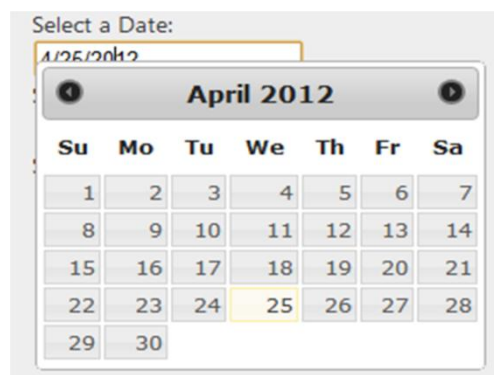 Select a Date:
4/25/2012
April 2012
Su Mo Tu We Th Fr Sa
1 2 3 4 5 6 7
8 9 10 11 12 13 14
15 16 17 18 19 20 21
22 23 24 25 26 27 28
29 30